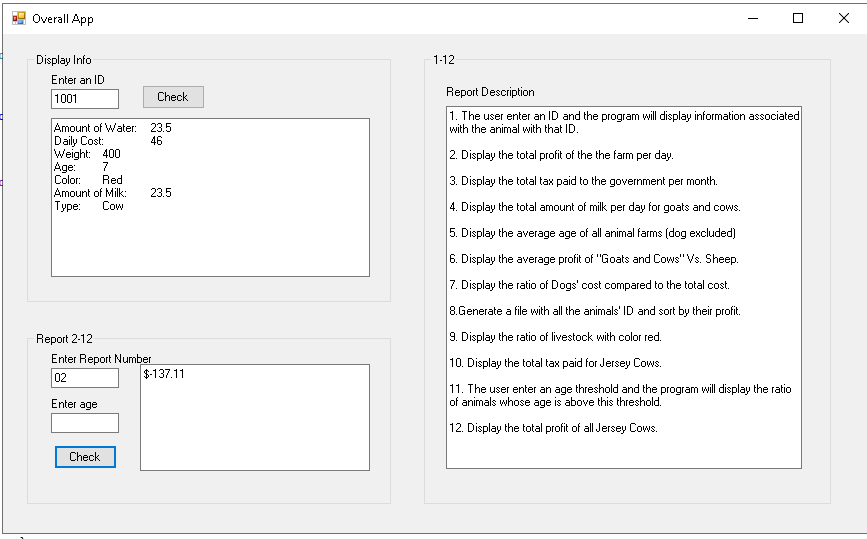 Overall App
Display Info
Enter an ID
1001
Check
Amount of Water: 23.5
Daily Cost: 46
Weight: 400
Age: 7
Color: Red
Amount of Milk: 23.5
Type: Cow
Report 2-12
Enter Report Number
02
$-137.11
Enter age
Check
1-12
Report Description
1. The user enter an ID and the program will display information associated
with the animal with that ID.
2. Display the total profit of the the farm per day.
3. Display the total tax paid to the government per month.
4. Display the total amount of milk per day for goats and cows.
5. Display the average age of all animal farms (dog excluded)
6. Display the average profit of "Goats and Cows" Vs. Sheep.
7. Display the ratio of Dogs' cost compared to the total cost.
8.Generate a file with all the animals' ID and sort by their profit.
9. Display the ratio of livestock with color red.
10. Display the total tax paid for Jersey Cows.
11. The user enter an age threshold and the program will display the ratio
of animals whose age is above this threshold.
12. Display the total profit of all Jersey Cows.